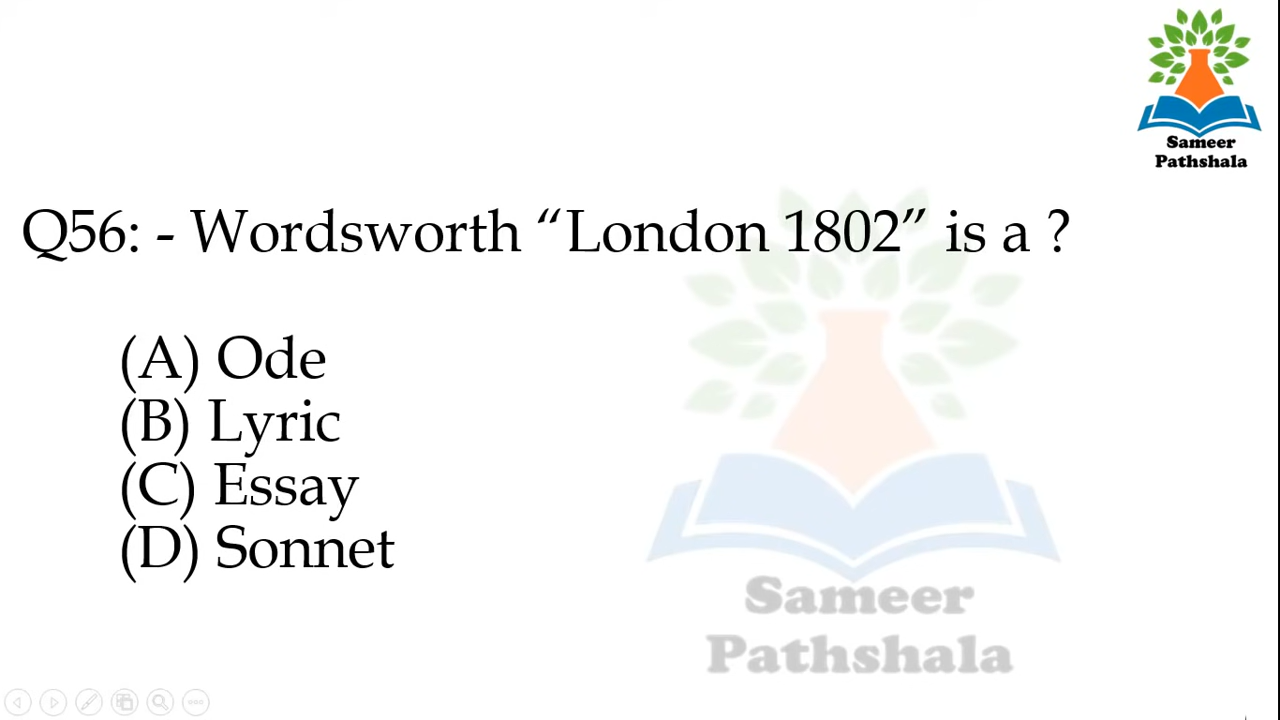 Sameer
Pathshala
Q56: - Wordsworth “London 1802” is a ?
(A) Ode
(B) Lyric
(C) Essay
(D) Sonnet
Sameer
Pathshala